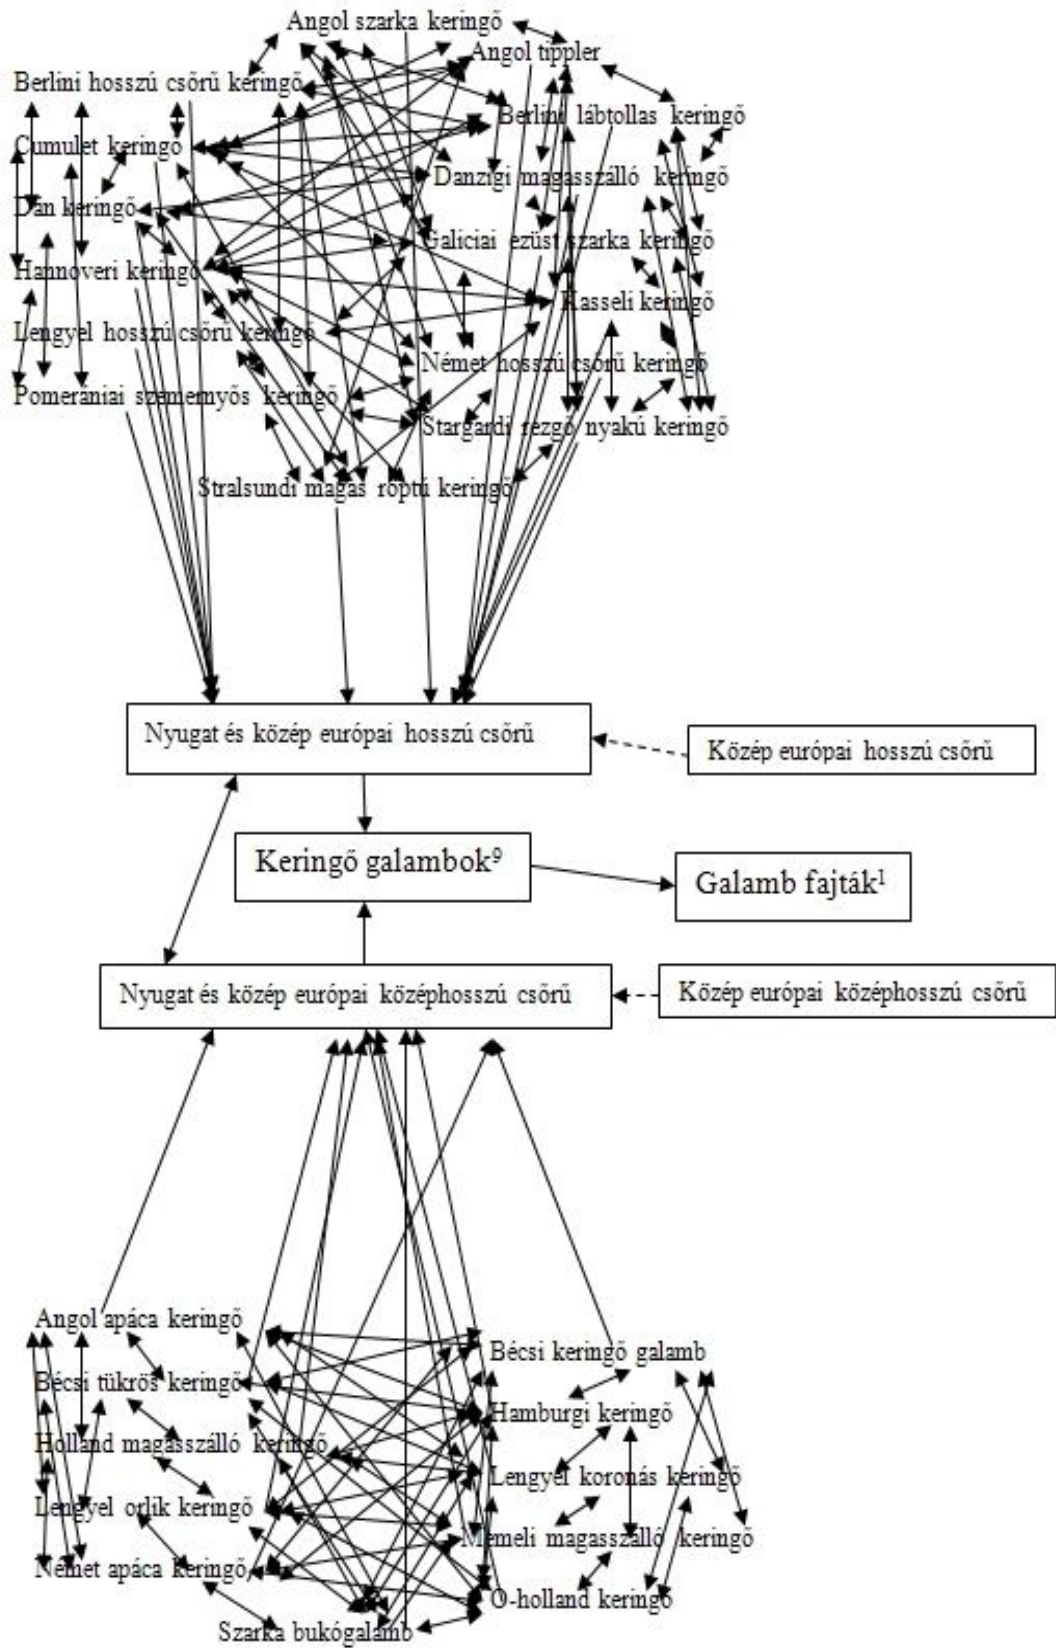 Angol szarka keringő
Angol tippler
Berlini hosszú csőrű keringő
Berlini lábtollas keringő
Cumulet keringő
Danzigi magasszálló keringő
Dán keringő
Galiciai ezüst szarka keringő
Hannoveri keringő
Kasseli keringő
Lengyel hosszú csőrű keringő
Német hosszú csőrű keringő
Pomerániai szemernyős keringő
Stargardi rezgő nyakú keringő
Stralsundi magas röptű keringő
Nyugat és közép európai hosszú csőrű
Közép európai hosszú csőrű
Keringő galambok⁹
Galamb fajták¹
Nyugat és közép európai középhosszú csőrű
Közép európai középhosszú csőrű
Angol apáca keringő
Bécsi keringő galamb
Bécsi tükrös keringő
Hamburgi keringő
Holland magasszálló keringő
Lengyel koronás keringő
Lengyel orlik keringő
Memeli magasszálló keringő
Német apáca keringő
O-holland keringő
Szarka bukógalamb